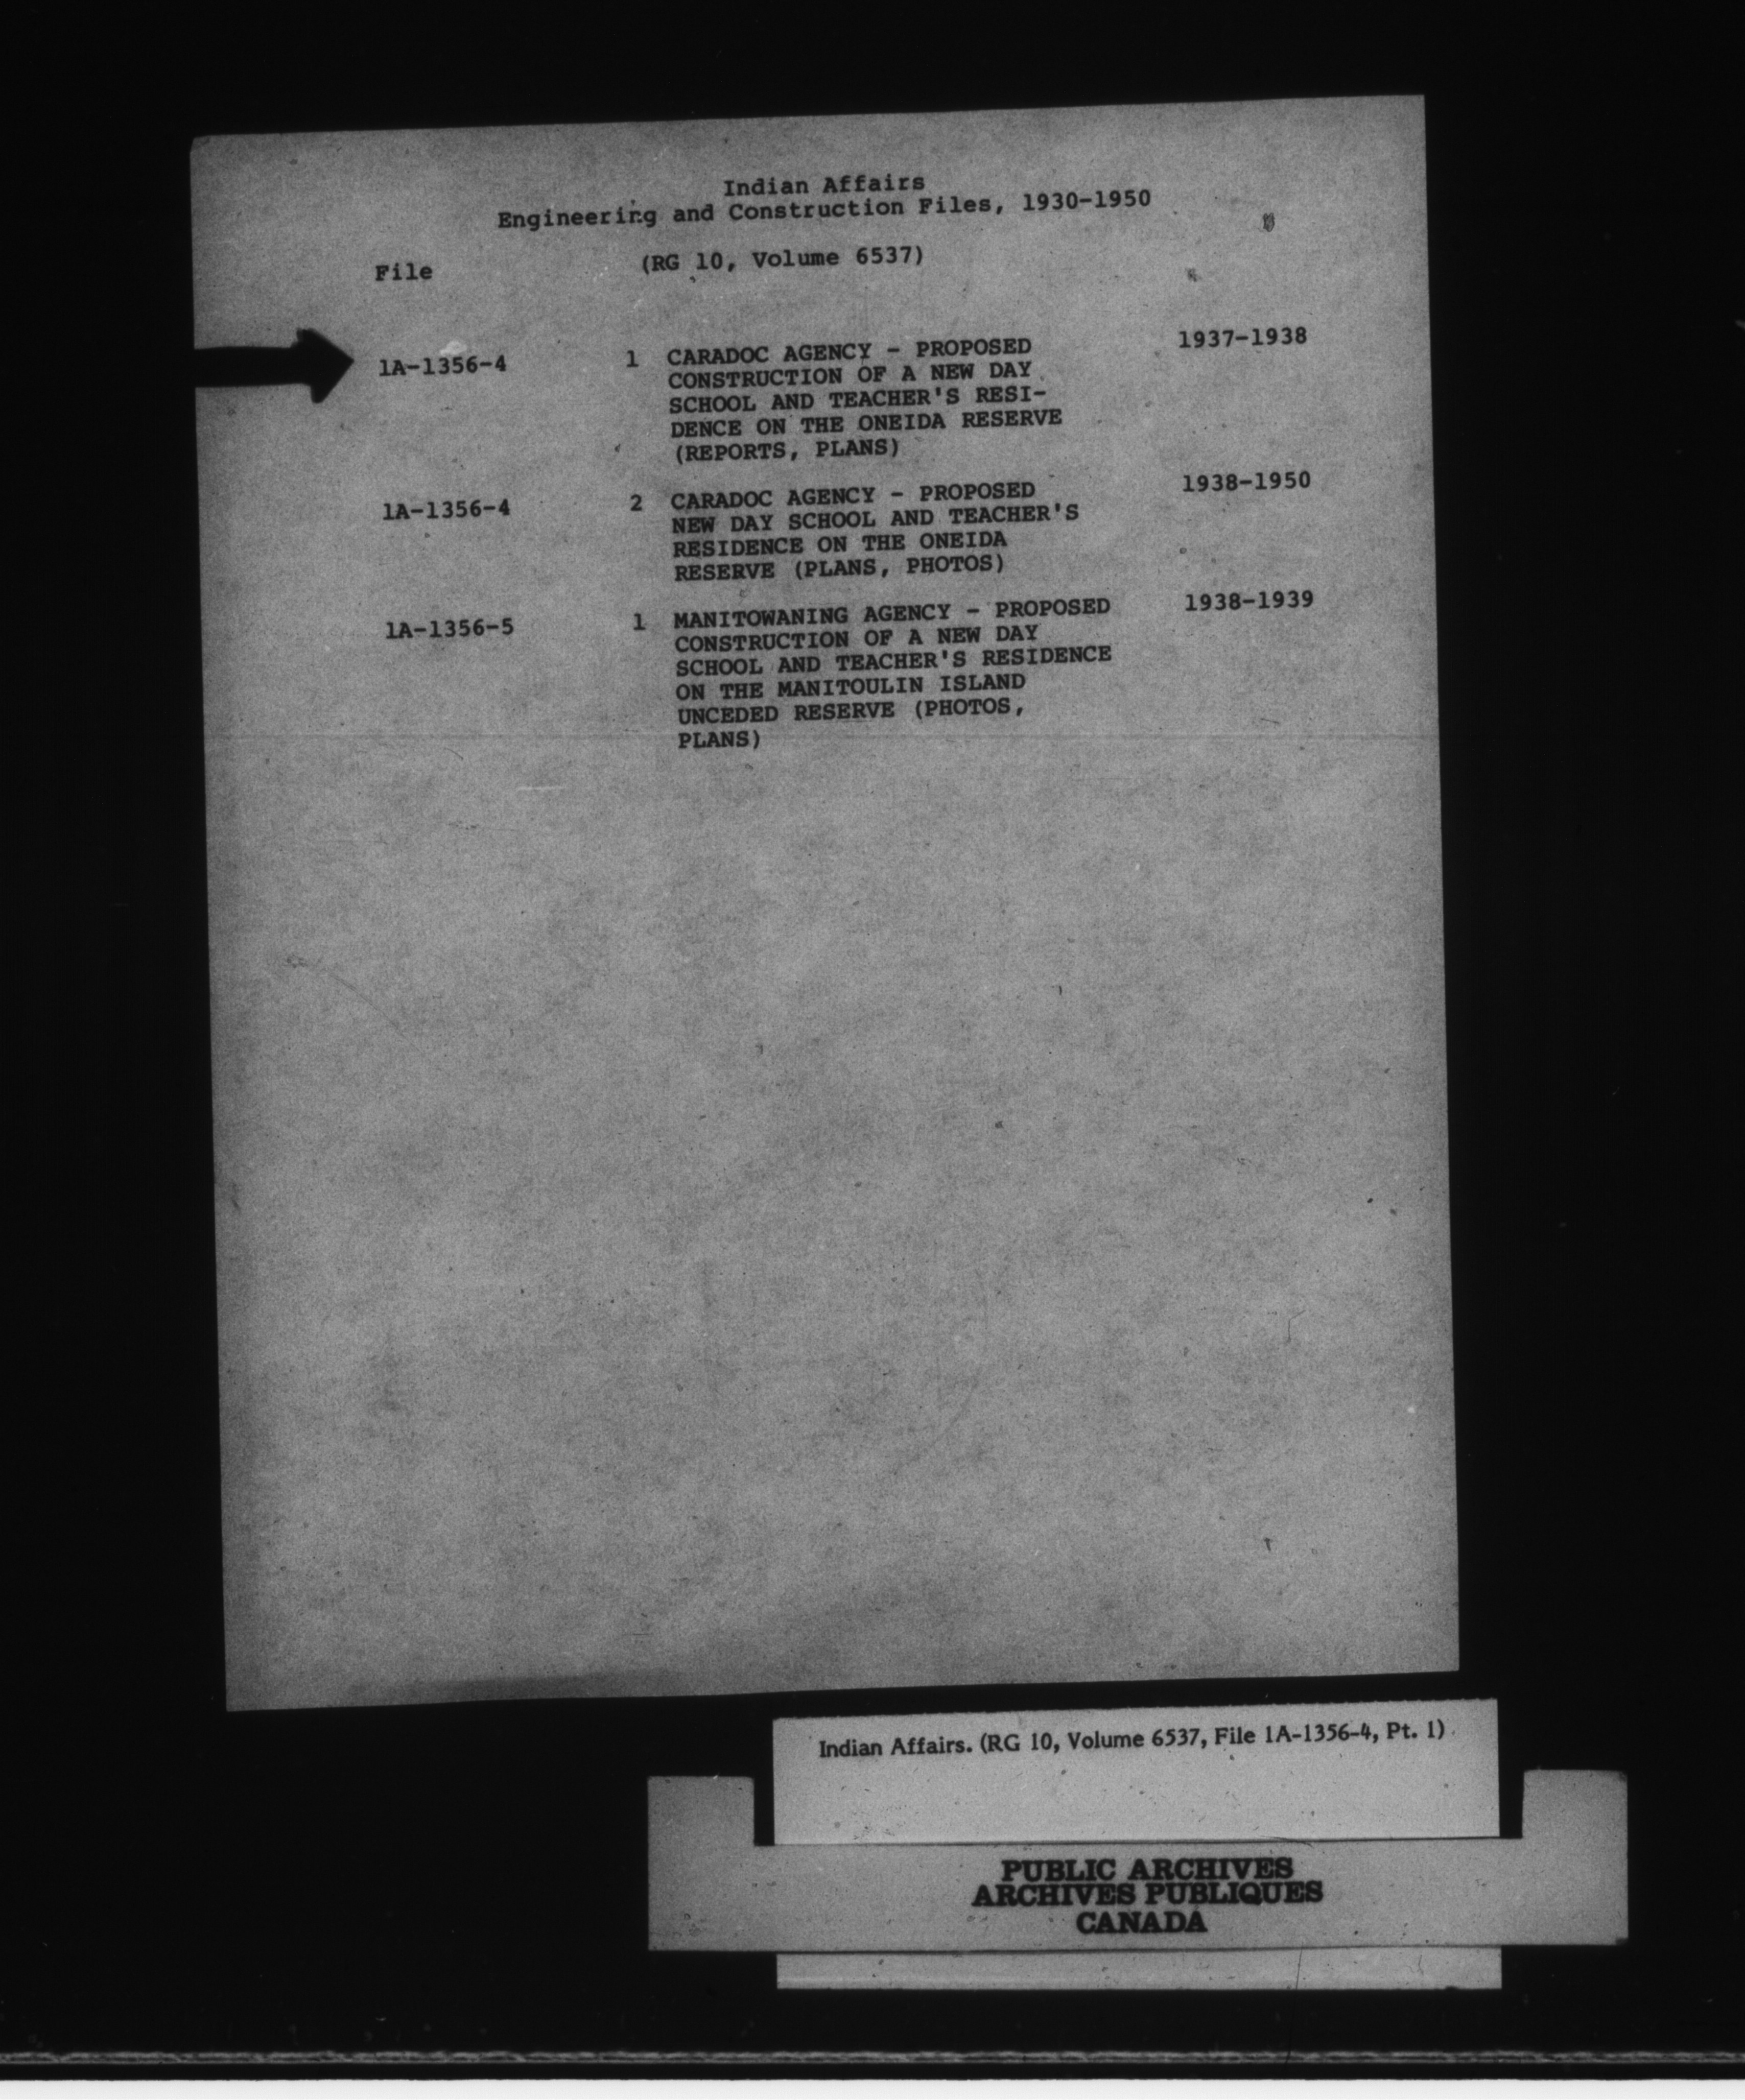 Indian Affairs
Engineering and Construction Files, 1930-1950
File (RG 10, Volume 6537)
1A-1356-4 1 CARADOC AGENCY - PROPOSED 1937-1938
CONSTRUCTION OF A NEW DAY
SCHOOL AND TEACHER'S RESI-
DENCE ON THE ONEIDA RESERVE
(REPORTS, PLANS)
1A-1356-4 2 CARADOC AGENCY - PROPOSED 1938-1950
NEW DAY SCHOOL AND TEACHER'S
RESIDENCE ON THE ONEIDA
RESERVE (PLANS, PHOTOS)
1A-1356-5 1 MANITOWANING AGENCY - PROPOSED 1938-1939
CONSTRUCTION OF A NEW DAY
SCHOOL AND TEACHER'S RESIDENCE
ON THE MANITOULIN ISLAND
UNCEDED RESERVE (PHOTOS,
PLANS)
Indian Affairs. (RG 10, Volume 6537, File 1A-1356-4, Pt. 1)
PUBLIC ARCHIVES
ARCHIVES PUBLIQUES
CANADA